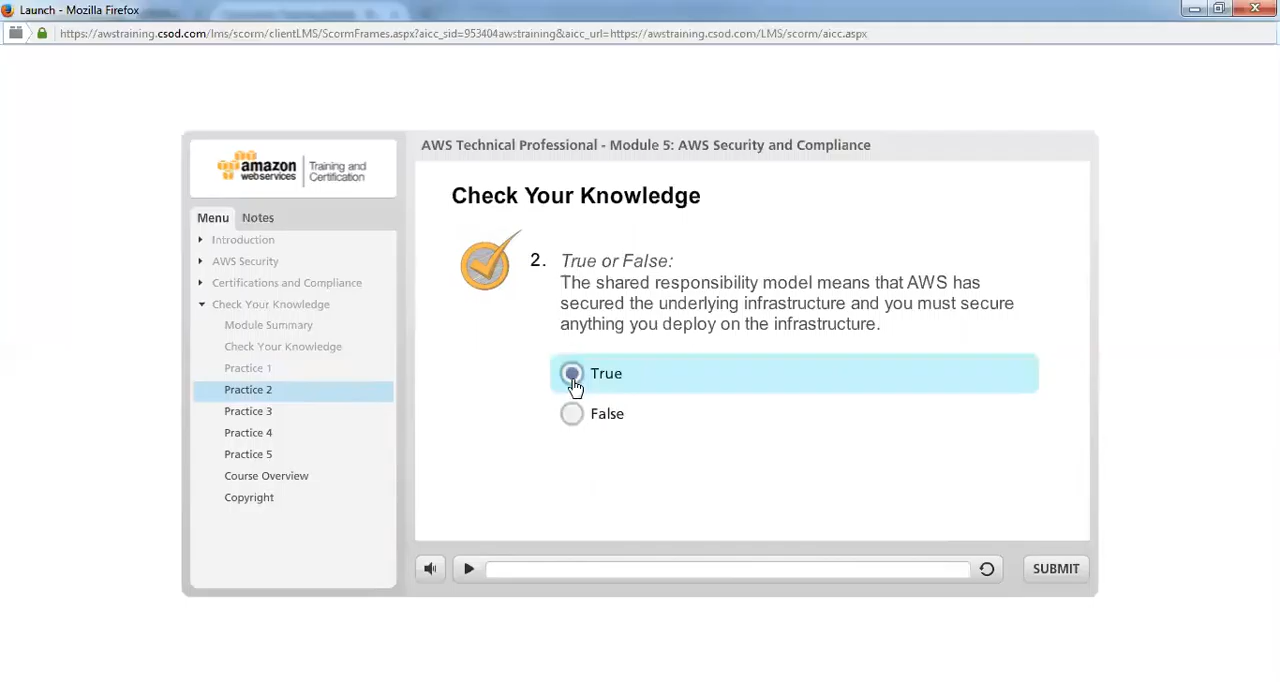 Launch - Mozilla Firefox
https://awstraining.csod.com/lms/scorm/clientLMS/ScormFrames.aspx?aicc_sid=953404awstraining&aicc_url=https://awstraining.csod.com/LMS/scorm/aicc.aspx
amazon
webservices
Training and
Certification
AWS Technical Professional - Module 5: AWS Security and Compliance
Menu
Notes
Introduction
AWS Security
Certifications and Compliance
Check Your Knowledge
Module Summary
Check Your Knowledge
Practice 1
Practice 2
Practice 3
Practice 4
Practice 5
Course Overview
Copyright
Check Your Knowledge
2. True or False:
The shared responsibility model means that AWS has
secured the underlying infrastructure and you must secure
anything you deploy on the infrastructure.
True
False
SUBMIT